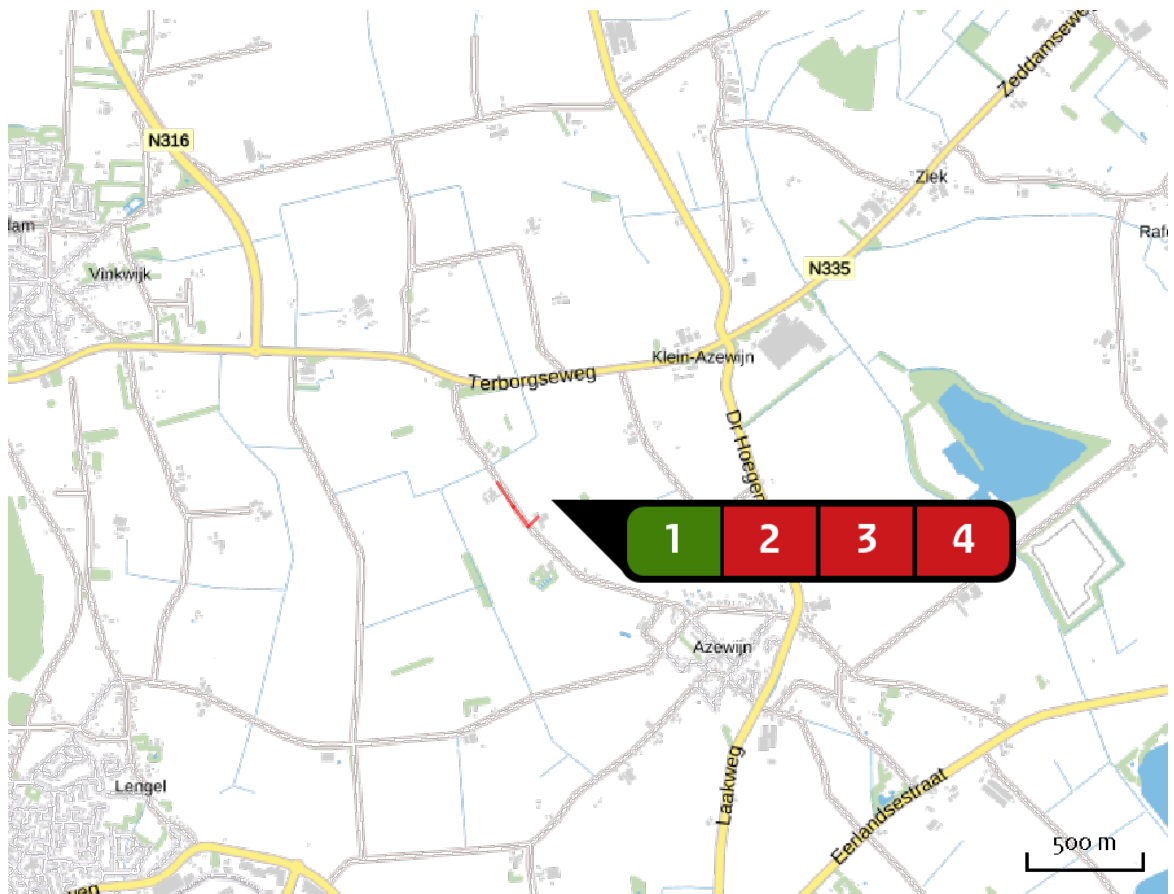 Zeddamseweg
N316
Ziek
dam
Raf
Vinkwijk
N335
Klein-Azewijn
Terborgseweg
Dr Hoegen
1 2 3 4
Azewijn
Laakweg
Lengel
Eerlandsestraat
500 m
weg